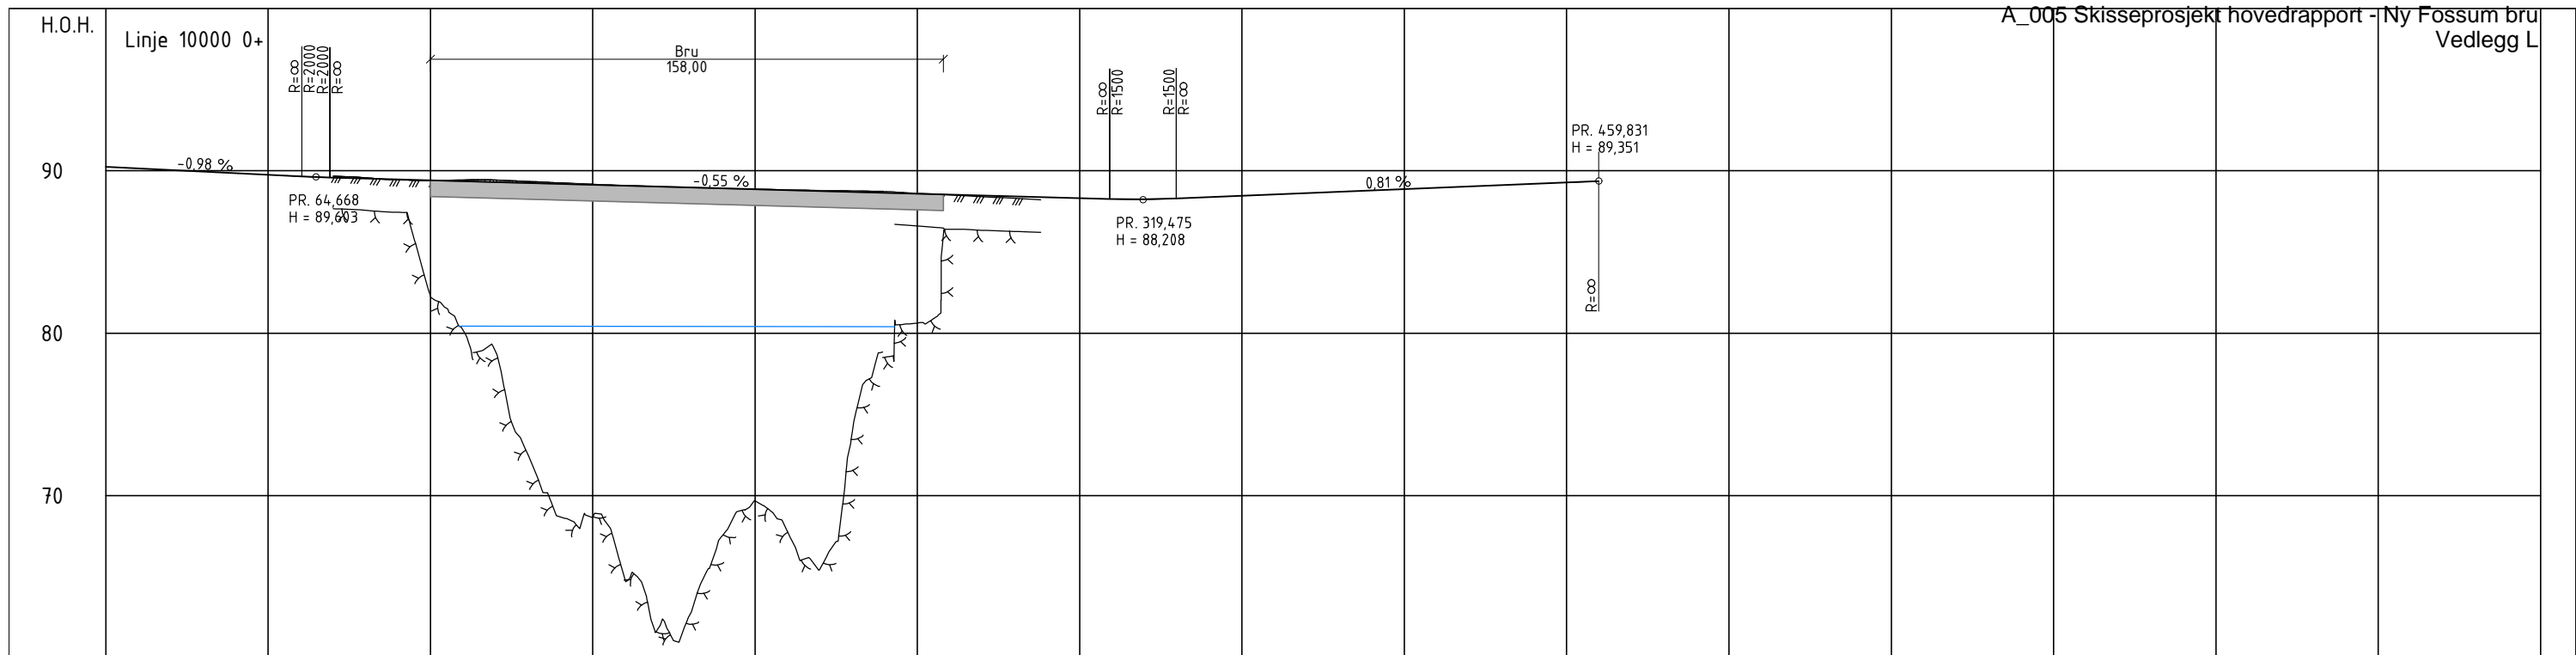 A_005 Skisseprosjekt hovedrapport - Ny Fossum bru
Vedlegg L
H.O.H.
Linje 10000 0+
R=∞
R=2000
R=2000
R=∞
Bru
158,00
R=∞
R=1500
R=1500
R=∞
PR. 459,831
H = 89,351
90
-0,98 %
-0,55 %
0,81 %
PR. 64,668
H = 89,603
PR. 319,475
H = 88,208
R=∞
80
70